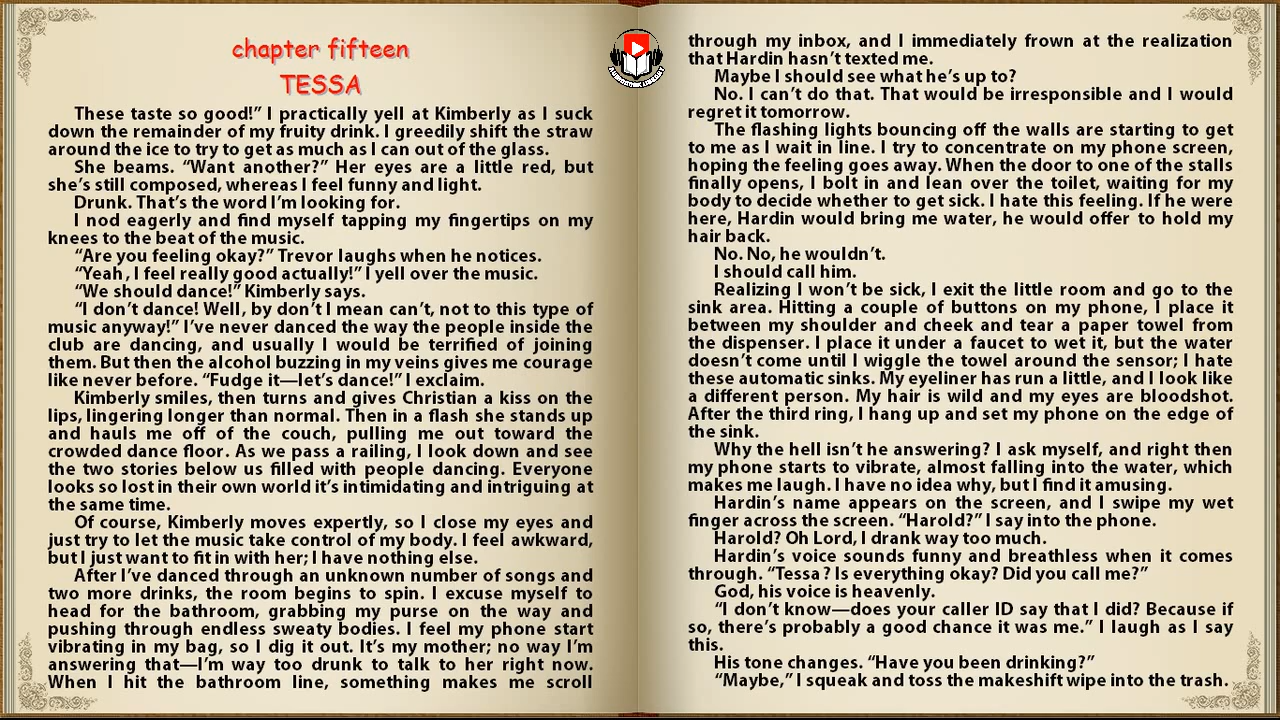 chapter fifteen
TESSA
These taste so good!” I practically yell at Kimberly as I suck
down the remainder of my fruity drink. I greedily shift the straw
around the ice to try to get as much as I can out of the glass.
She beams. “Want another?” Her eyes are a little red, but
she’s still composed, whereas I feel funny and light.
Drunk. That’s the word I’m looking for.
I nod eagerly and find myself tapping my fingertips on my
knees to the beat of the music.
“Are you feeling okay?” Trevor laughs when he notices.
“Yeah, I feel really good actually!” I yell over the music.
“We should dance!” Kimberly says.
“I don’t dance! Well, by don’t I mean can’t, not to this type of
music anyway!” I’ve never danced the way the people inside the
club are dancing, and usually I would be terrified of joining
them. But then the alcohol buzzing in my veins gives me courage
like never before. “Fudge it—let’s dance!” I exclaim.
Kimberly smiles, then turns and gives Christian a kiss on the
lips, lingering longer than normal. Then in a flash she stands up
and hauls me off of the couch, pulling me out toward the
crowded dance floor. As we pass a railing, I look down and see
the two stories below us filled with people dancing. Everyone
looks so lost in their own world it’s intimidating and intriguing at
the same time.
Of course, Kimberly moves expertly, so I close my eyes and
just try to let the music take control of my body. I feel awkward,
but I just want to fit in with her; I have nothing else.
After I’ve danced through an unknown number of songs and
two more drinks, the room begins to spin. I excuse myself to
head for the bathroom, grabbing my purse on the way and
pushing through endless sweaty bodies. I feel my phone start
vibrating in my bag, so I dig it out. It’s my mother; no way I’m
answering that—I’m way too drunk to talk to her right now.
When I hit the bathroom line, something makes me scroll
through my inbox, and I immediately frown at the realization
that Hardin hasn’t texted me.
Maybe I should see what he’s up to?
No. I can’t do that. That would be irresponsible and I would
regret it tomorrow.
The flashing lights bouncing off the walls are starting to get
to me as I wait in line. I try to concentrate on my phone screen,
hoping the feeling goes away. When the door to one of the stalls
finally opens, I bolt in and lean over the toilet, waiting for my
body to decide whether to get sick. I hate this feeling. If he were
here, Hardin would bring me water, he would offer to hold my
hair back.
No. No, he wouldn’t.
I should call him.
Realizing I won’t be sick, I exit the little room and go to the
sink area. Hitting a couple of buttons on my phone, I place it
between my shoulder and cheek and tear a paper towel from
the dispenser. I place it under a faucet to wet it, but the water
doesn’t come until I wiggle the towel around the sensor; I hate
these automatic sinks. My eyeliner has run a little, and I look like
a different person. My hair is wild and my eyes are bloodshot.
After the third ring, I hang up and set my phone on the edge of
the sink.
Why the hell isn’t he answering? I ask myself, and right then
my phone starts to vibrate, almost falling into the water, which
makes me laugh. I have no idea why, but I find it amusing.
Hardin’s name appears on the screen, and I swipe my wet
finger across the screen. “Harold?” I say into the phone.
Harold? Oh Lord, I drank way too much.
Hardin’s voice sounds funny and breathless when it comes
through. “Tessa? Is everything okay? Did you call me?”
God, his voice is heavenly.
“I don’t know—does your caller ID say that I did? Because if
so, there’s probably a good chance it was me.” I laugh as I say
this.
His tone changes. “Have you been drinking?”
“Maybe,” I squeak and toss the makeshift wipe into the trash.